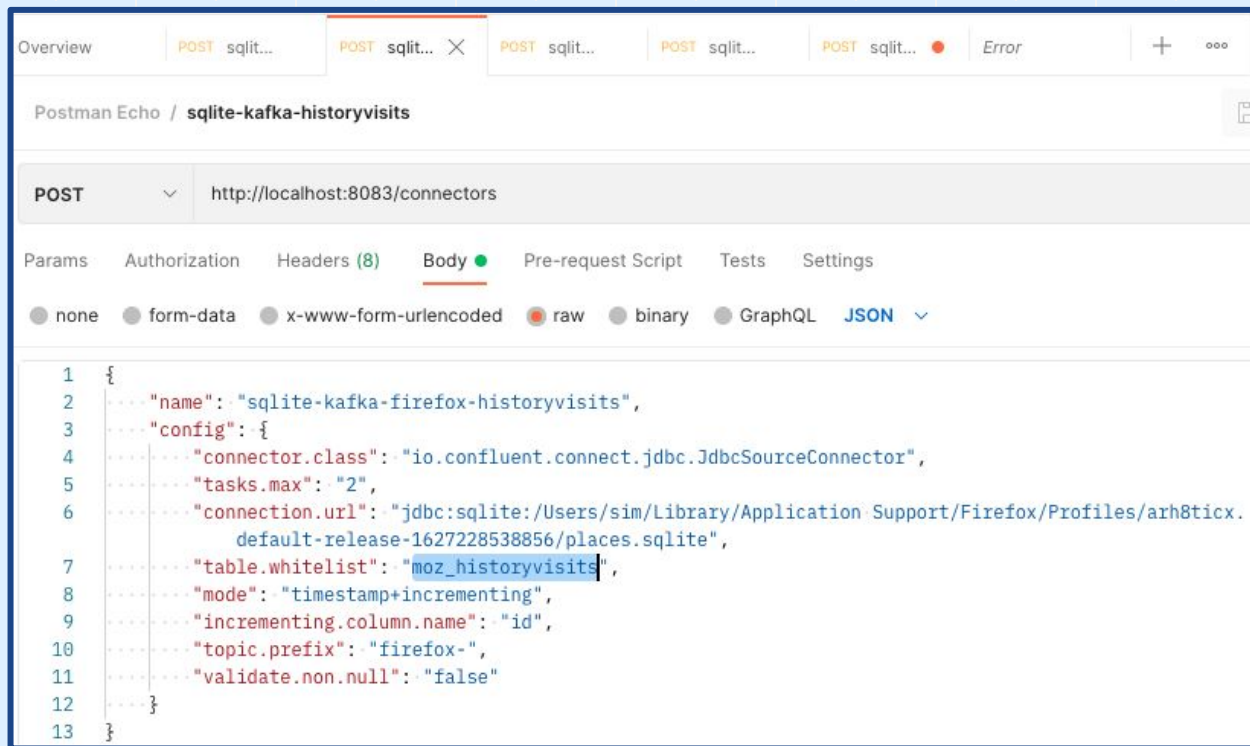 Overview POST sqlit... POST sqlit... POST sqlit... POST sqlit... POST sqlit... Error
Postman Echo / sqlite-kafka-historyvisits
POST http://localhost:8083/connectors
Params Authorization Headers (8) Body Pre-request Script Tests Settings
none form-data x-www-form-urlencoded raw binary GraphQL JSON
1 {
2 "name": "sqlite-kafka-firefox-historyvisits",
3 "config": {
4 "connector.class": "io.confluent.connect.jdbc.JdbcSourceConnector",
5 "tasks.max": "2",
6 "connection.url": "jdbc:sqlite:/Users/sim/Library/Application Support/Firefox/Profiles/arh8ticx.
default-release-1627228538856/places.sqlite",
7 "table.whitelist": "moz_historyvisits",
8 "mode": "timestamp+incrementing",
9 "incrementing.column.name": "id",
10 "topic.prefix": "firefox-",
11 "validate.non.null": "false"
12 }
13 }